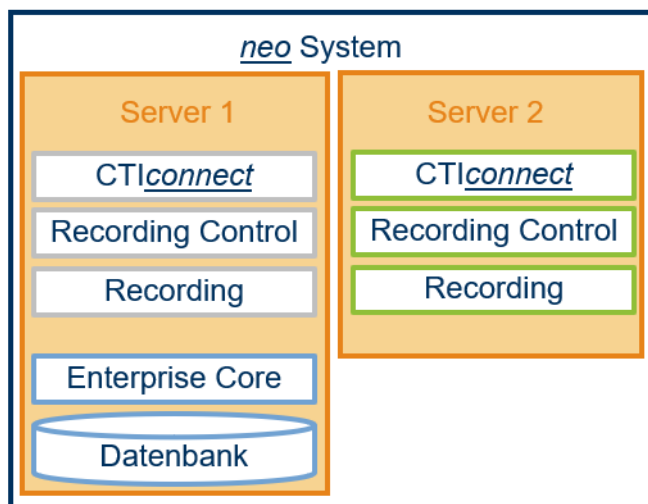 neo System
Server 1
CTIconnect
Recording Control
Recording
Enterprise Core
Datenbank
Server 2
CTIconnect
Recording Control
Recording